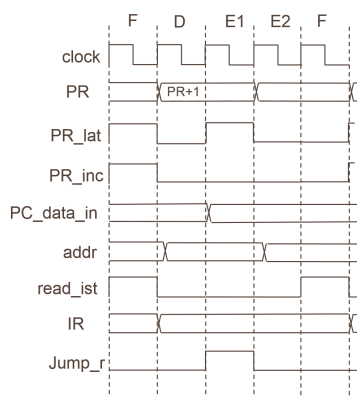 F D E1 E2 F
clock
PR PR+1
PR_lat
PR_inc
PC_data_in
addr
read_ist
IR
Jump_r